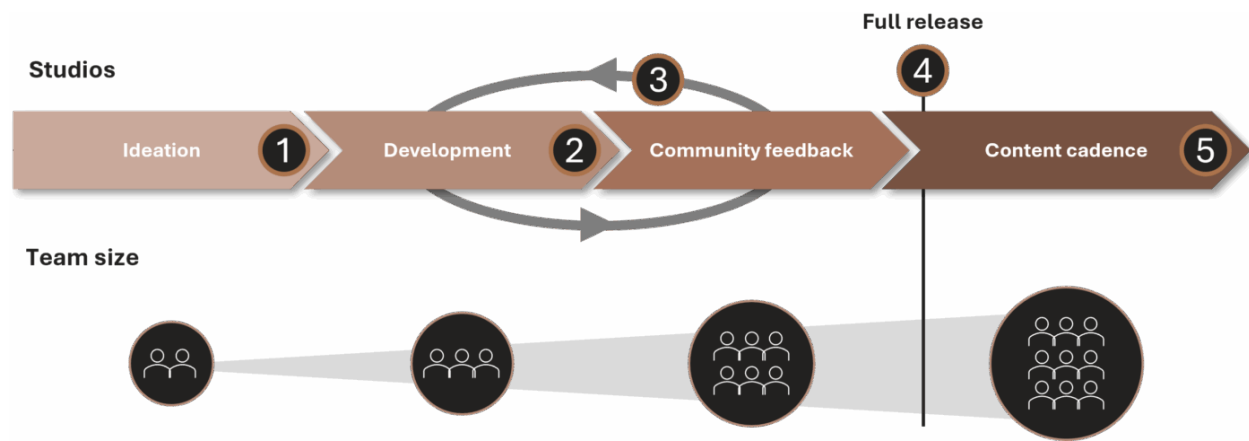 Full release
Studios
3
4
Ideation
1
Development
2
Community feedback
Content cadence
5
Team size